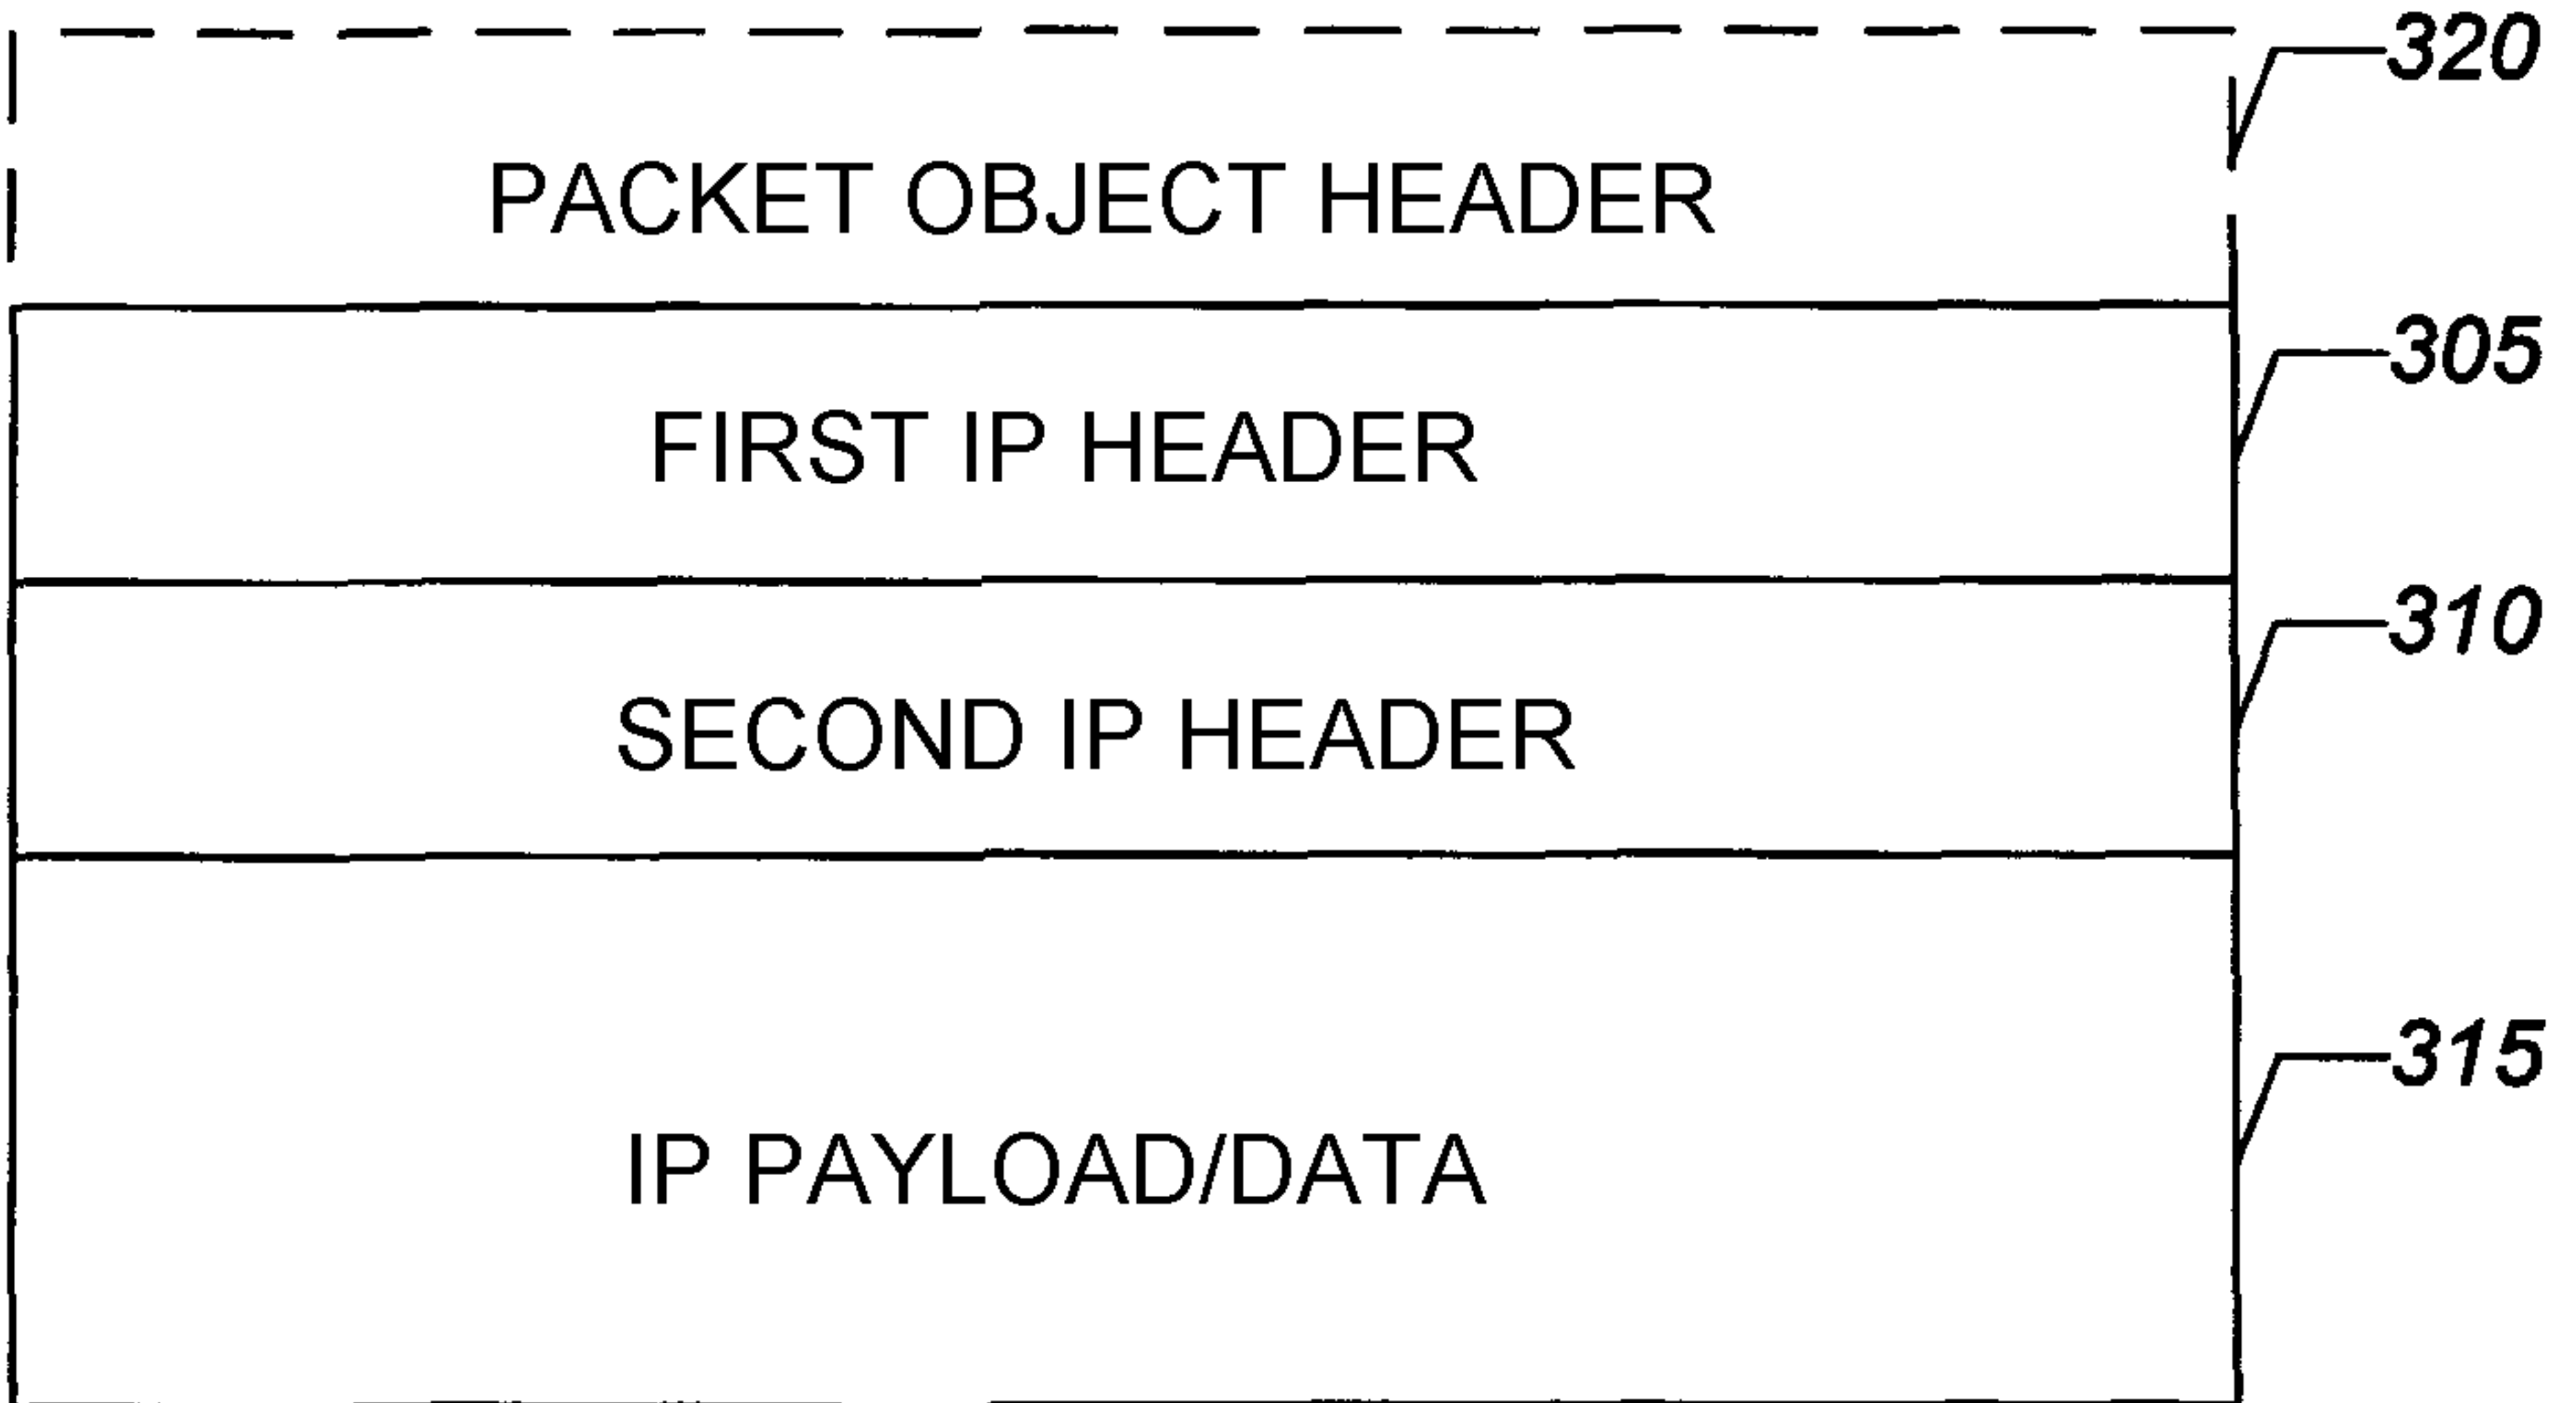 320
PACKET OBJECT HEADER
305
FIRST IP HEADER
310
SECOND IP HEADER
315
IP PAYLOAD/DATA